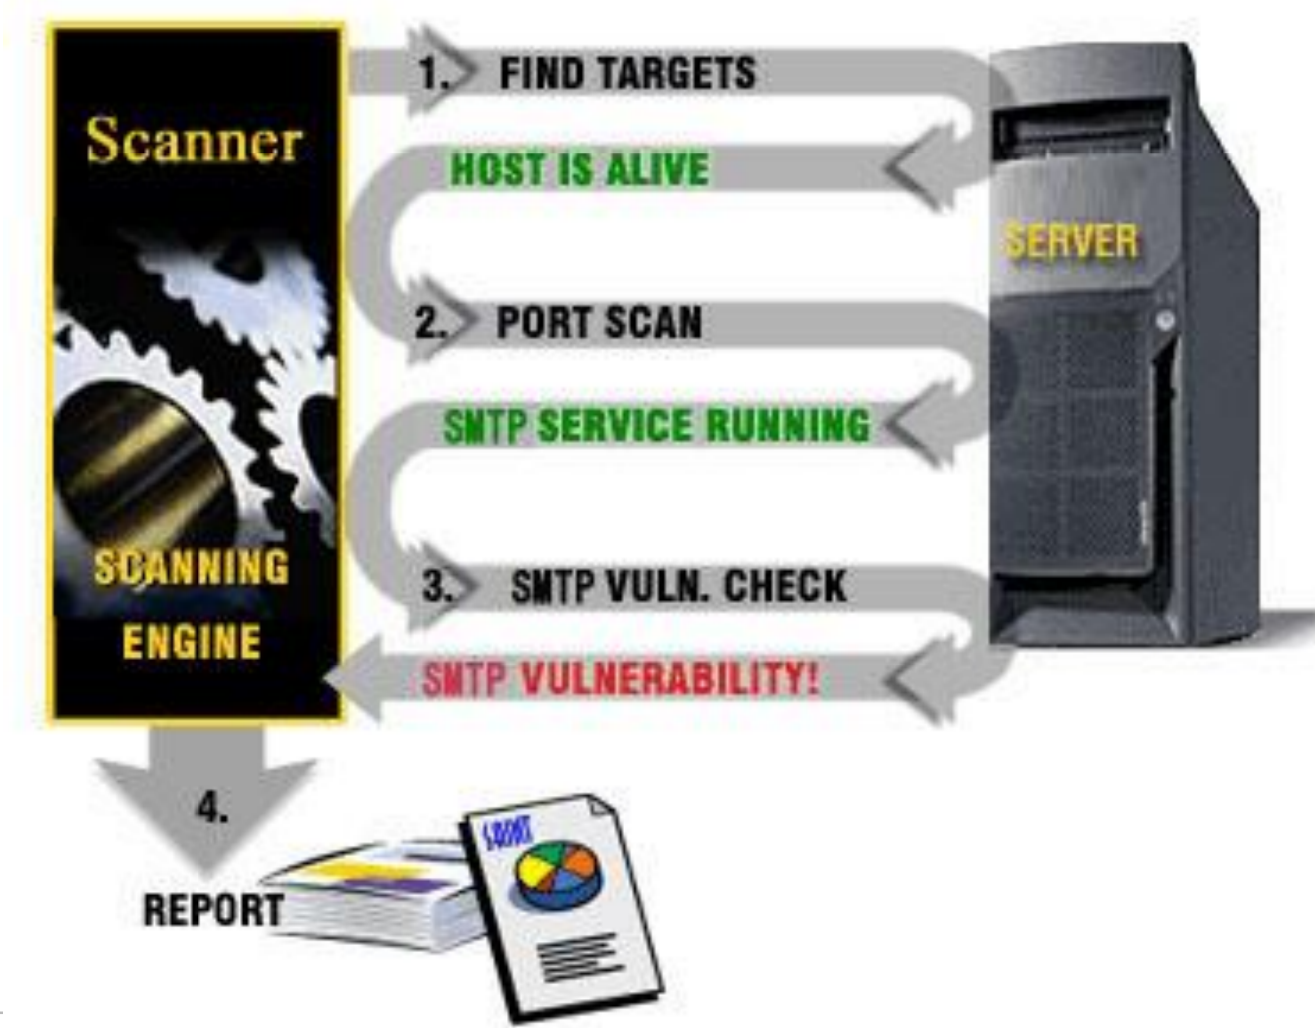 Scanner
SCANNING
ENGINE
1. FIND TARGETS
HOST IS ALIVE
2. PORT SCAN
SMTP SERVICE RUNNING
3. SMTP VULN. CHECK
SMTP VULNERABILITY!
SERVER
4.
REPORT
SAINT